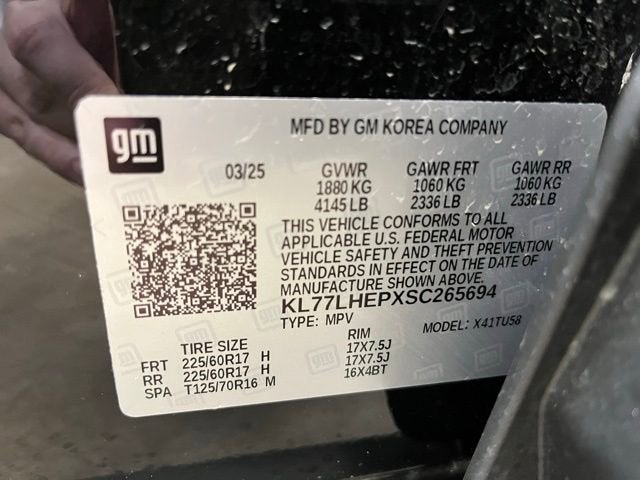 gm
MFD BY GM KOREA COMPANY
03/25 GVWR GAWR FRT GAWR RR
1880 KG 1060 KG 1060 KG
4145 LB 2336 LB 2336 LB
THIS VEHICLE CONFORMS TO ALL
APPLICABLE U.S. FEDERAL MOTOR
VEHICLE SAFETY AND THEFT PREVENTION
STANDARDS IN EFFECT ON THE DATE OF
MANUFACTURE SHOWN ABOVE.
KL77LHEPXSC265694
TYPE: MPV MODEL: X41TU58
TIRE SIZE RIM
FRT 225/60R17 H 17X7.5J
RR 225/60R17 H 17X7.5J
SPA T125/70R16 M 16X4BT